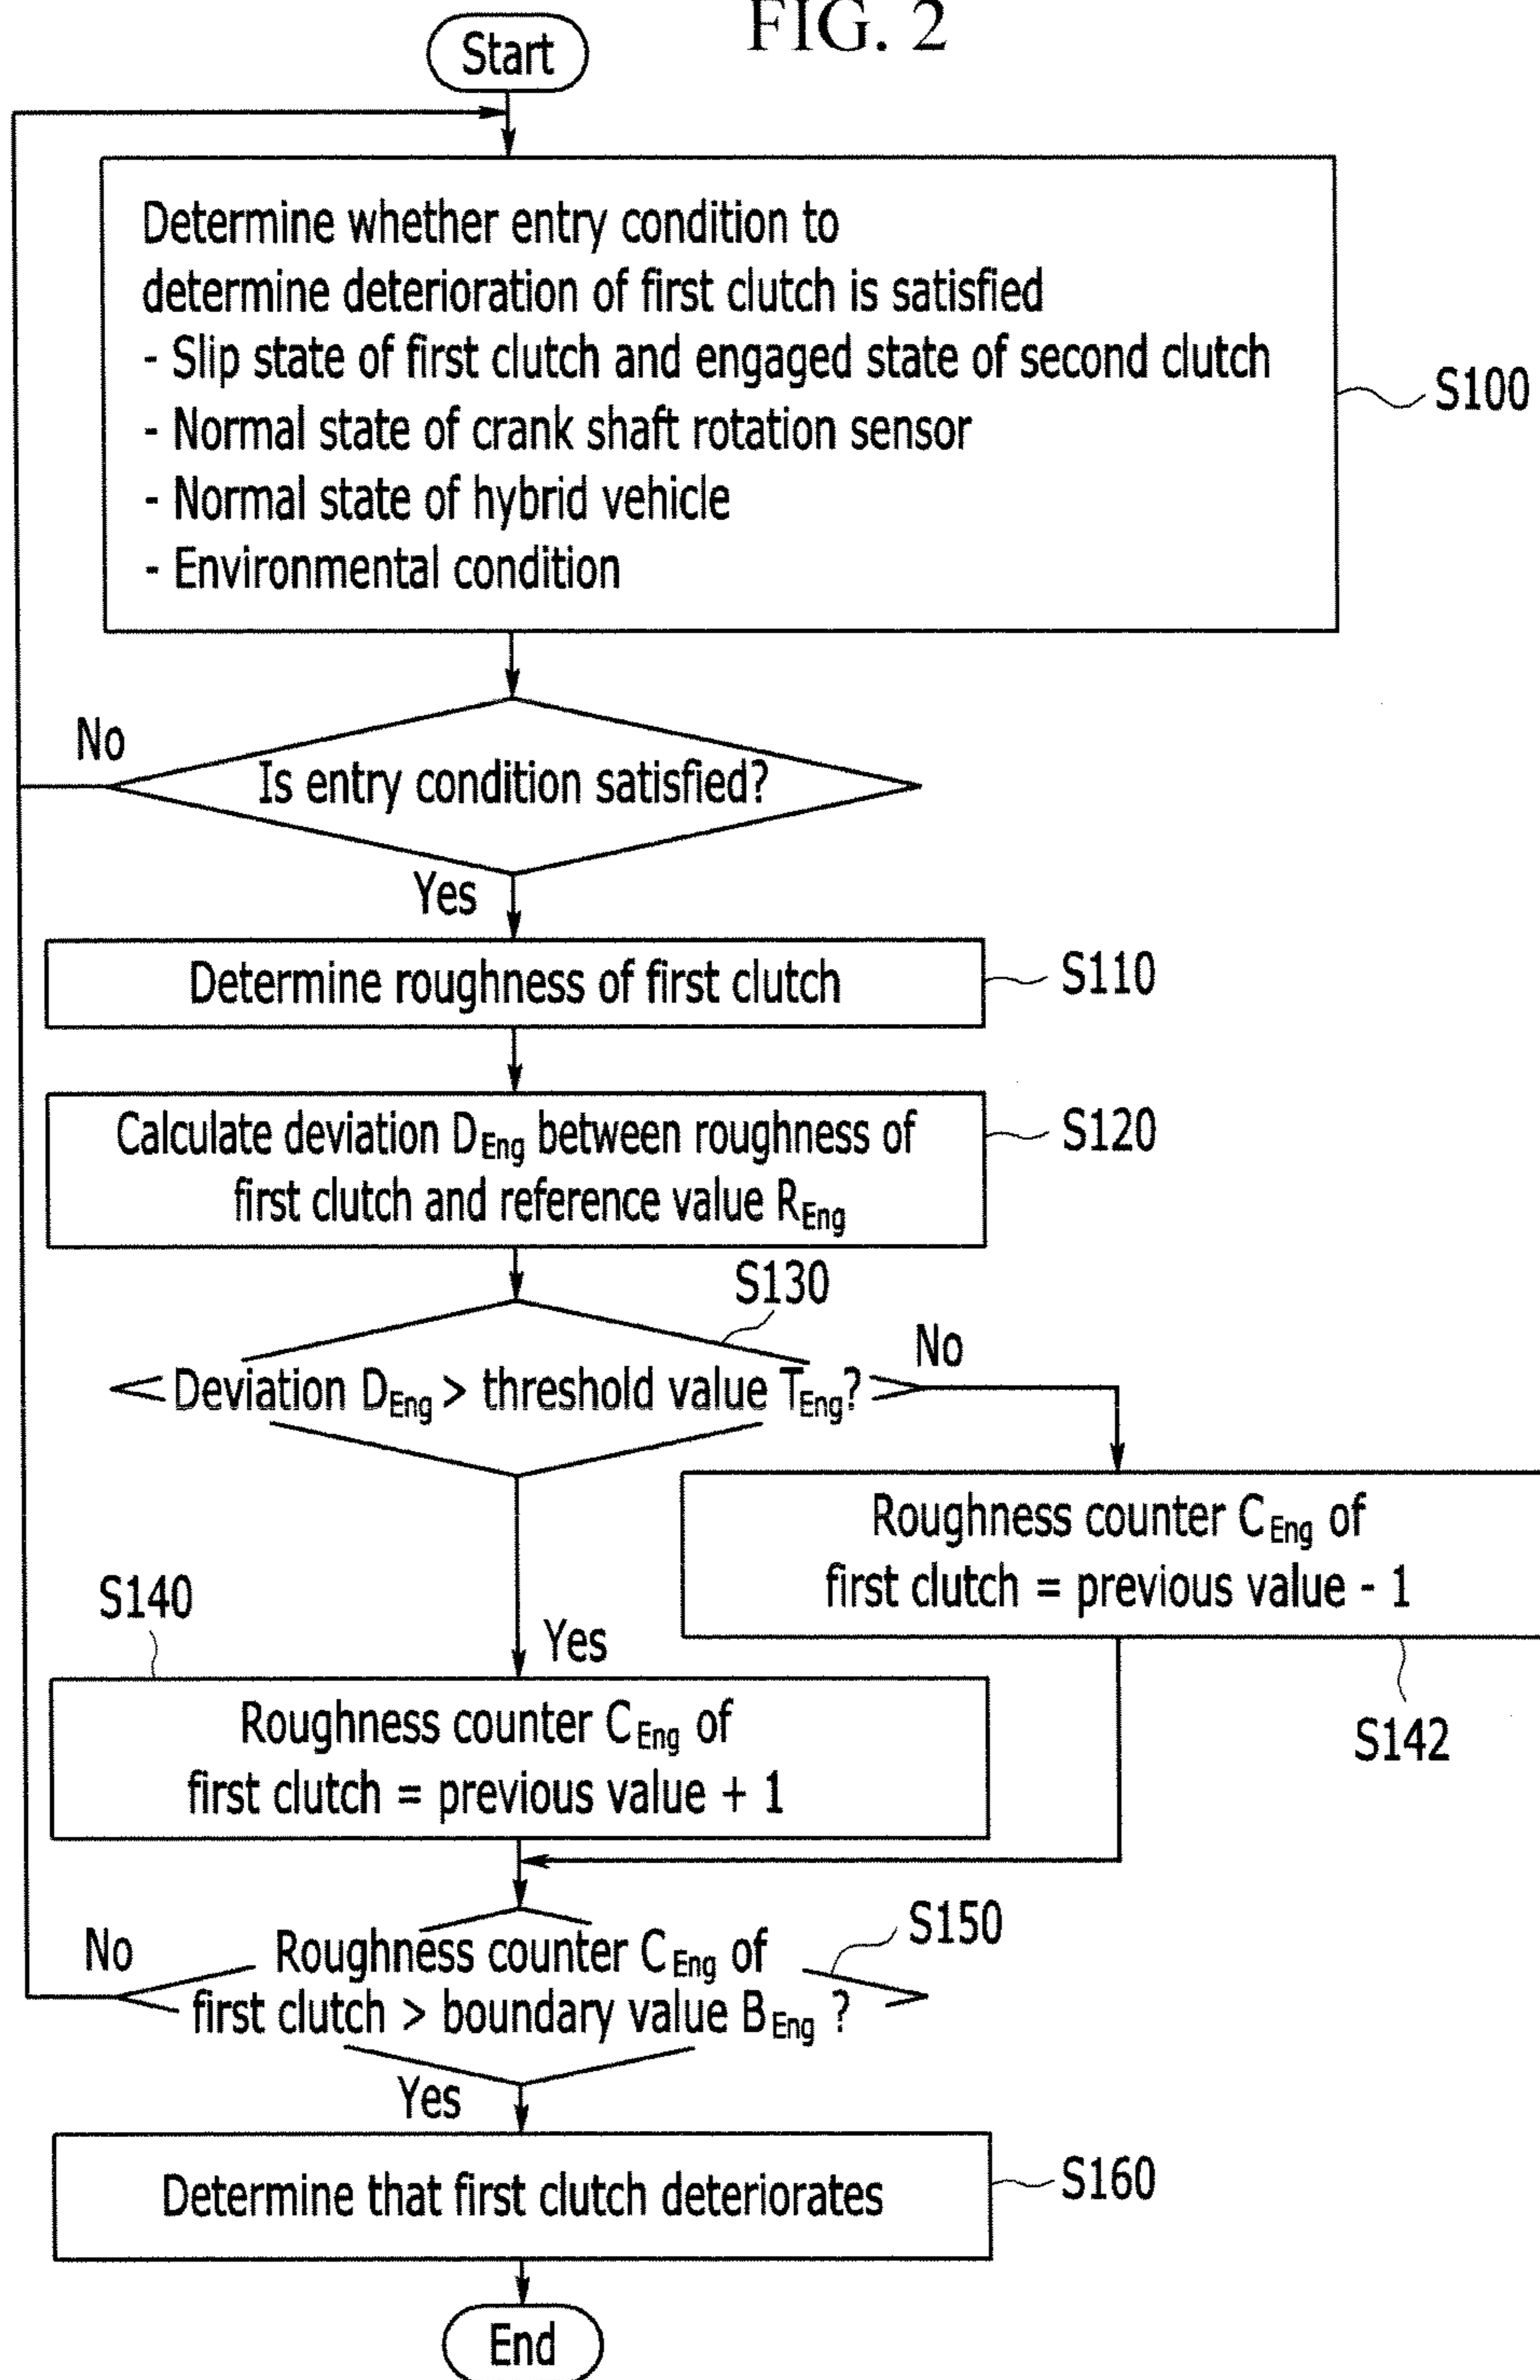 FIG. 2
Start
Determine whether entry condition to
determine deterioration of first clutch is satisfied
- Slip state of first clutch and engaged state of second clutch
- Normal state of crank shaft rotation sensor
- Normal state of hybrid vehicle
- Environmental condition
S100
No
Is entry condition satisfied?
Yes
Determine roughness of first clutch
S110
Calculate deviation DEng between roughness of
first clutch and reference value REng
S120
S130
Deviation DEng > threshold value TEng?
No
Roughness counter CEng of
first clutch = previous value - 1
S142
S140
Yes
Roughness counter CEng of
first clutch = previous value + 1
S150
No
Roughness counter CEng of
first clutch > boundary value BEng ?
Yes
Determine that first clutch deteriorates
S160
End